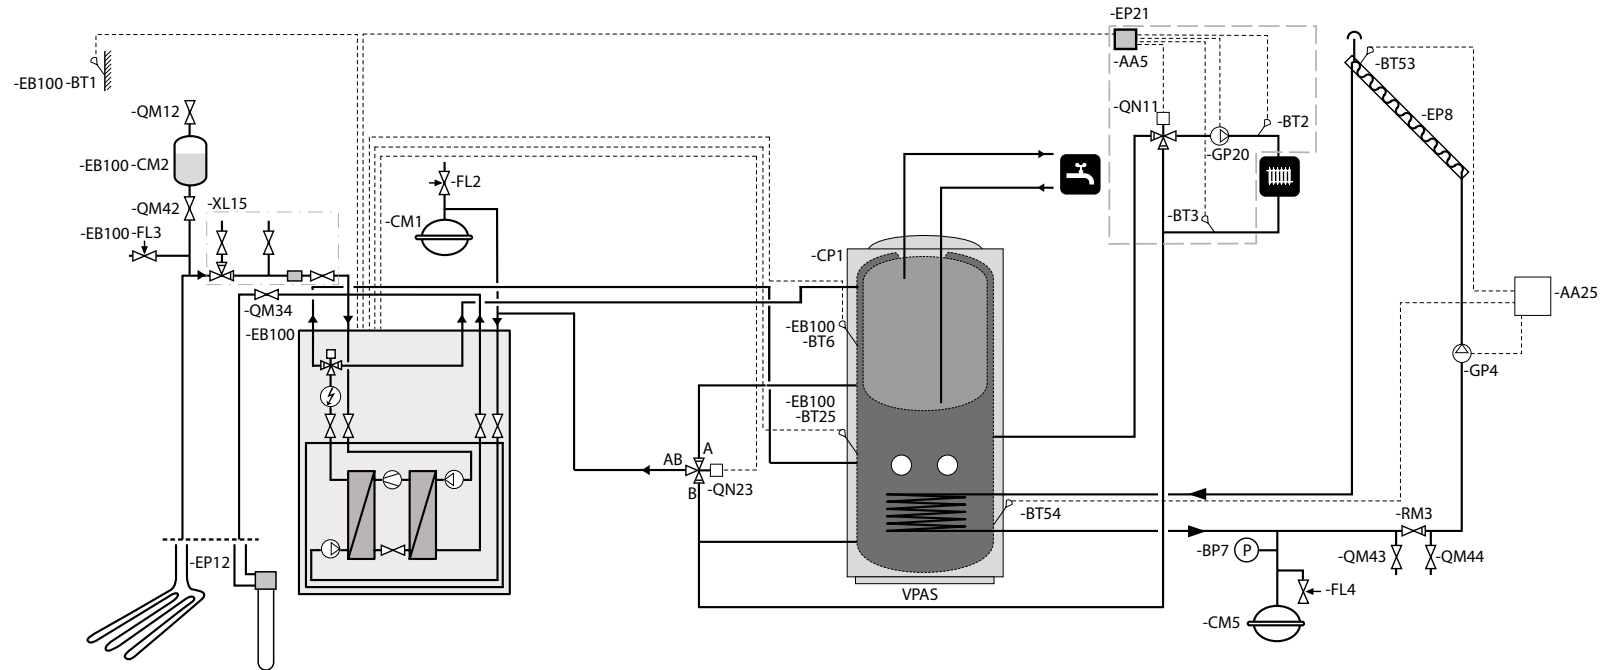 -EP21
-EB100 -BT1
-AA5
-BT53
-QM12
-QN11
-EP8
-BT2
-EB100 -CM2
-GP20
-FL2
-QM42
-XL15
-CM1
-BT3
-EB100 -FL3
-CP1
-AA25
-QM34
-EB100
-EB100
-BT6
-GP4
-EB100
-BT25
A
AB
-QN23
B
-BT54
-RM3
-BP7
P
-QM43
-QM44
-EP12
VPAS
-FL4
-CM5